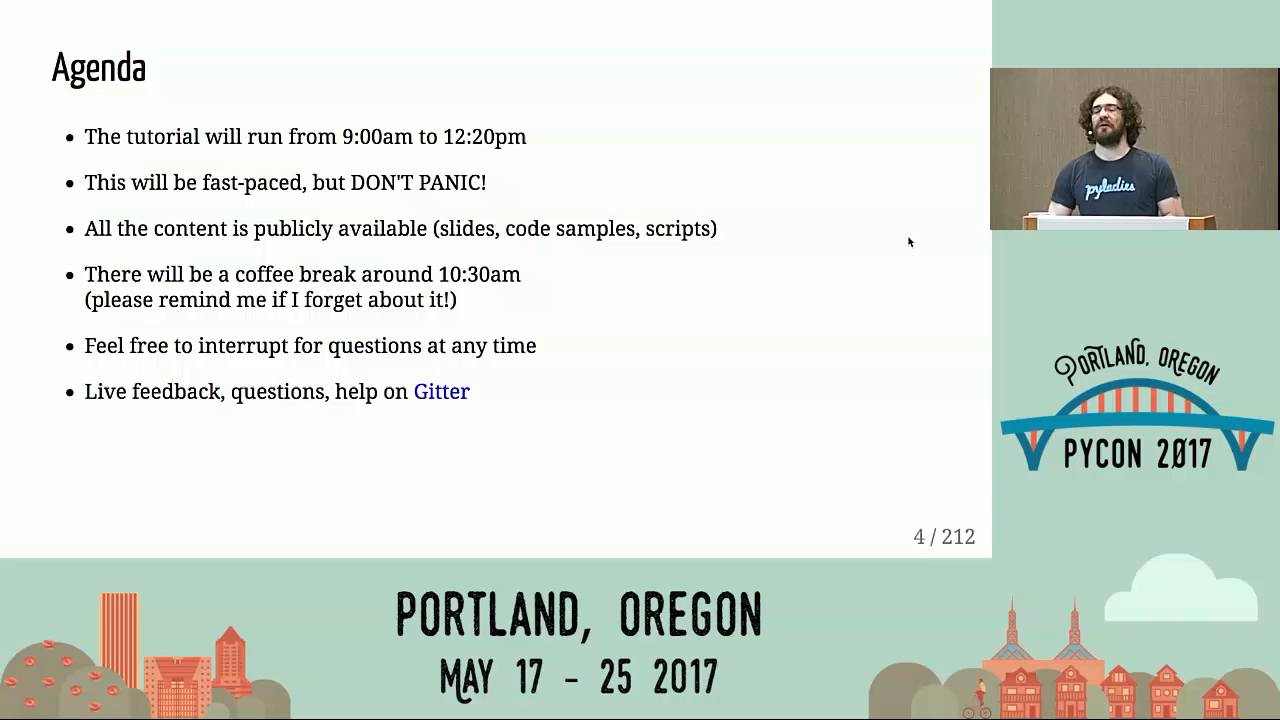 Agenda
The tutorial will run from 9:00am to 12:20pm
This will be fast-paced, but DON'T PANIC!
All the content is publicly available (slides, code samples, scripts)
There will be a coffee break around 10:30am
(please remind me if I forget about it!)
Feel free to interrupt for questions at any time
Live feedback, questions, help on Gitter
4 / 212
pyladies
PORTLAND, OREGON
PYCON 2017
PORTLAND, OREGON
MAY 17 - 25 2017